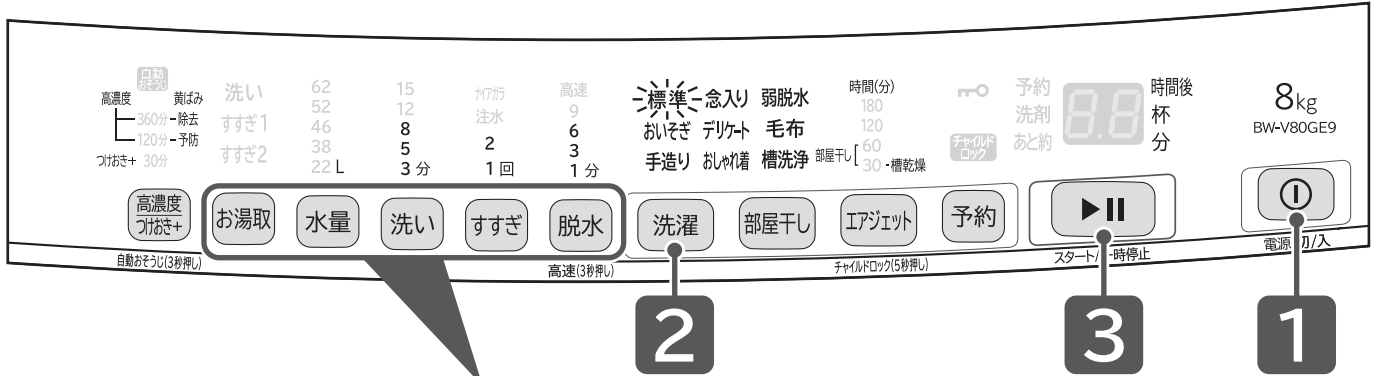 自動
おそうじ
高濃度 黄ばみ
360分 - 除去
120分 - 予防
つけおき+ 30分
洗い
すすぎ1
すすぎ2
62
52
46
38
22 L
15
12
8
5
3 分
ナイアガラ
注水
2
1 回
高速
9
6
3
1 分
標準 念入り 弱脱水
おいそぎ デリケート 毛布
手造り おしゃれ着 槽洗浄
時間(分)
180
120
部屋干し 60
30 - 槽乾燥
チャイルド
ロック
予約
洗剤
あと約
8.8
時間後
杯
分
8kg
BW-V80GE9
高濃度
つけおき+
お湯取
水量
洗い
すすぎ
脱水
洗濯
部屋干し
エアジェット
予約
自動おそうじ(3秒押し)
高速(3秒押し)
チャイルドロック(5秒押し)
スタート/一時停止
電源 切/入
2
3
1